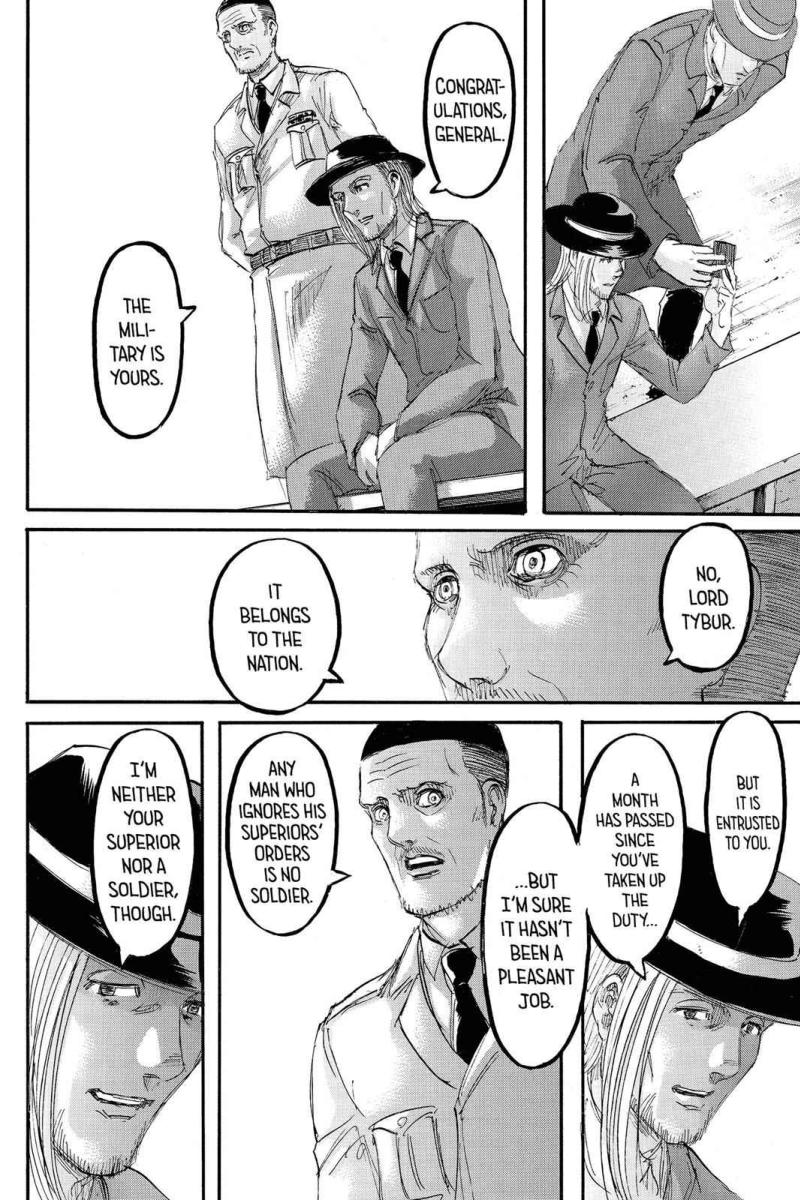 CONGRAT-
ULATIONS,
GENERAL.
THE
MILI-
TARY IS
YOURS.
NO,
LORD
TYBUR.
IT
BELONGS
TO THE
NATION.
BUT
IT IS
ENTRUSTED
TO YOU.
A
MONTH
HAS PASSED
SINCE
YOU'VE
TAKEN UP
THE
DUTY...
...BUT
I'M SURE
IT HASN'T
BEEN A
PLEASANT
JOB.
ANY
MAN WHO
IGNORES HIS
SUPERIORS'
ORDERS
IS NO
SOLDIER.
I'M
NEITHER
YOUR
SUPERIOR
NOR A
SOLDIER,
THOUGH.